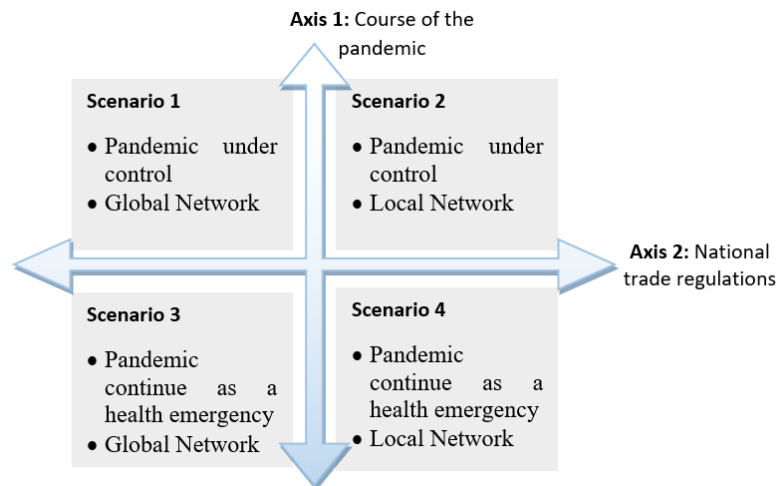 Axis 1: Course of the
pandemic
Scenario 1
• Pandemic under
control
• Global Network
Scenario 2
• Pandemic under
control
• Local Network
Axis 2: National
trade regulations
Scenario 3
• Pandemic
continue as a
health emergency
• Global Network
Scenario 4
• Pandemic
continue as a
health emergency
• Local Network